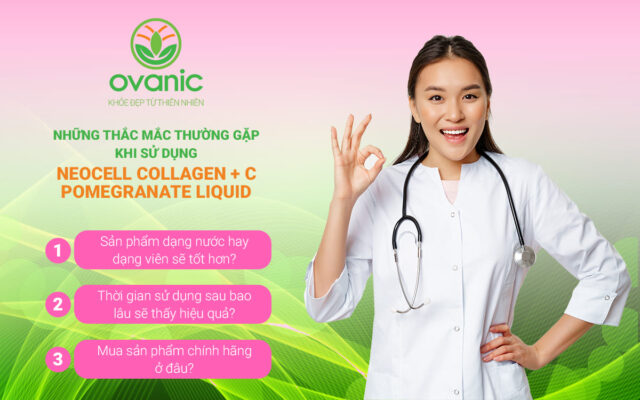 ovanic
KHỎE ĐẸP TỪ THIÊN NHIÊN
NHỮNG THẮC MẮC THƯỜNG GẶP
KHI SỬ DỤNG
NEOCELL COLLAGEN + C
POMEGRANATE LIQUID
1
Sản phẩm dạng nước hay
dạng viên sẽ tốt hơn?
2
Thời gian sử dụng sau bao
lâu sẽ thấy hiệu quả?
3
Mua sản phẩm chính hãng
ở đâu?